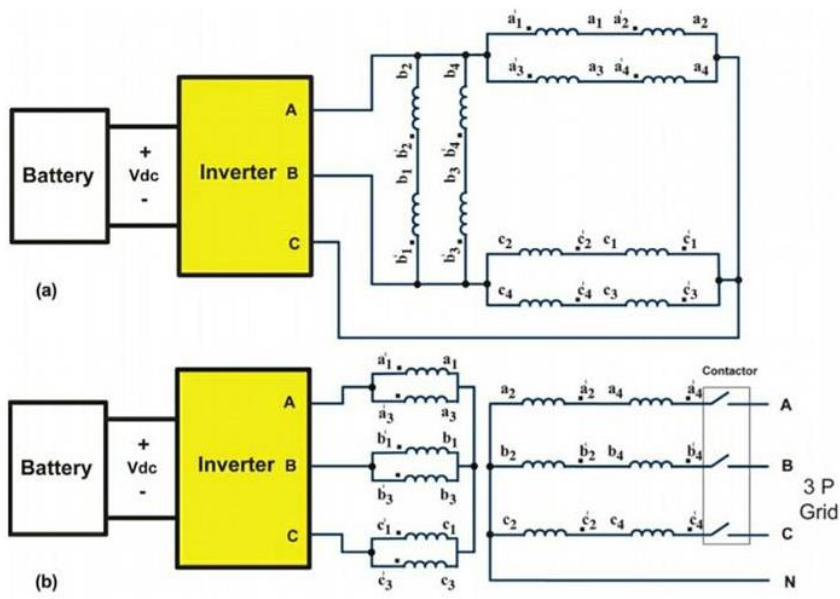 a'1 a1 a'2 a2
a'3 a3 a'4 a4
b2 b4
b'2 b'4
b1 b3
b'1 b'3
A
Battery + Vdc - Inverter B
C
c2 c'2 c1 c'1
c4 c'4 c3 c'3
(a)
Contactor
a'1 a1
a'3 a3
a2 a'2 a4 a'4
A A
b'1 b1
b'3 b3
b2 b'2 b4 b'4
Battery + Vdc - Inverter B B
3 P
Grid
c'1 c1
c'3 c3
c2 c'2 c4 c'4
C C
N
(b)